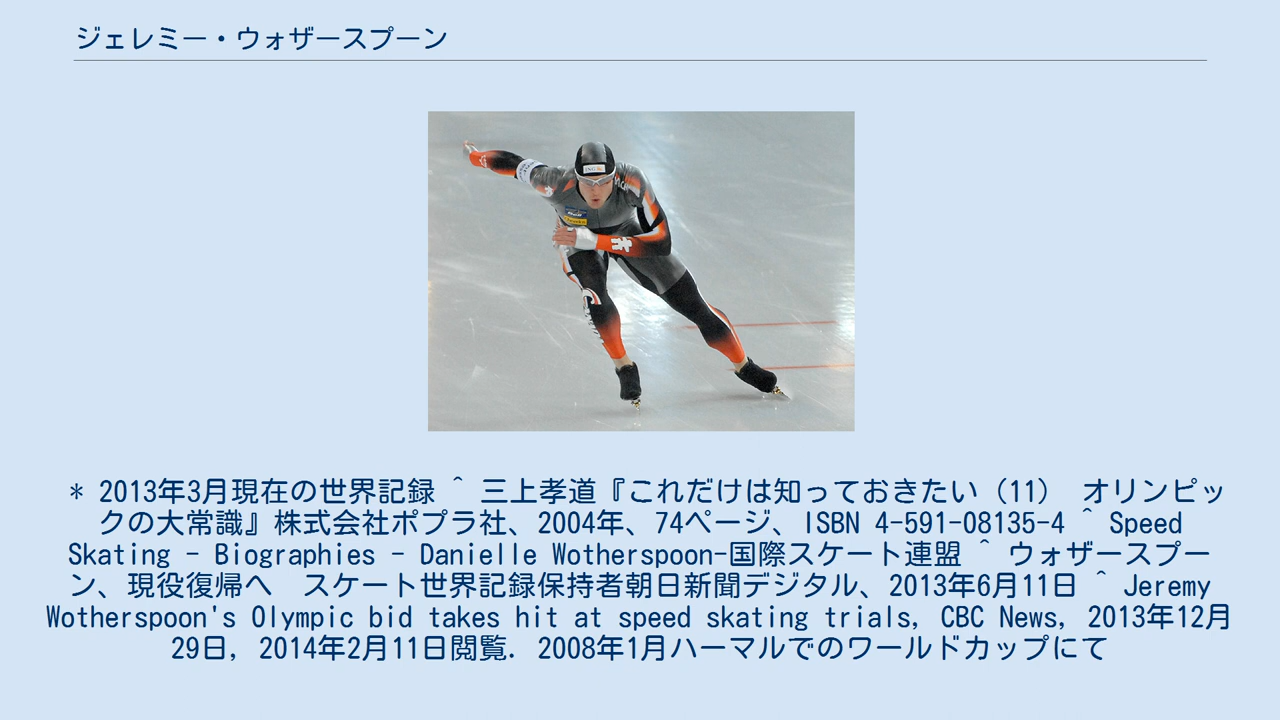 ジェレミー・ウォザースプーン
ING
* 2013年3月現在の世界記録 ^ 三上孝道『これだけは知っておきたい（11）　オリンピッ
クの大常識』株式会社ポプラ社、2004年、74ページ、ISBN 4-591-08135-4 ^ Speed
Skating - Biographies - Danielle Wotherspoon-国際スケート連盟 ^ ウォザースプー
ン、現役復帰へ　スケート世界記録保持者朝日新聞デジタル、2013年6月11日 ^ Jeremy
Wotherspoon's Olympic bid takes hit at speed skating trials, CBC News, 2013年12月
29日, 2014年2月11日閲覧. 2008年1月ハーマルでのワールドカップにて